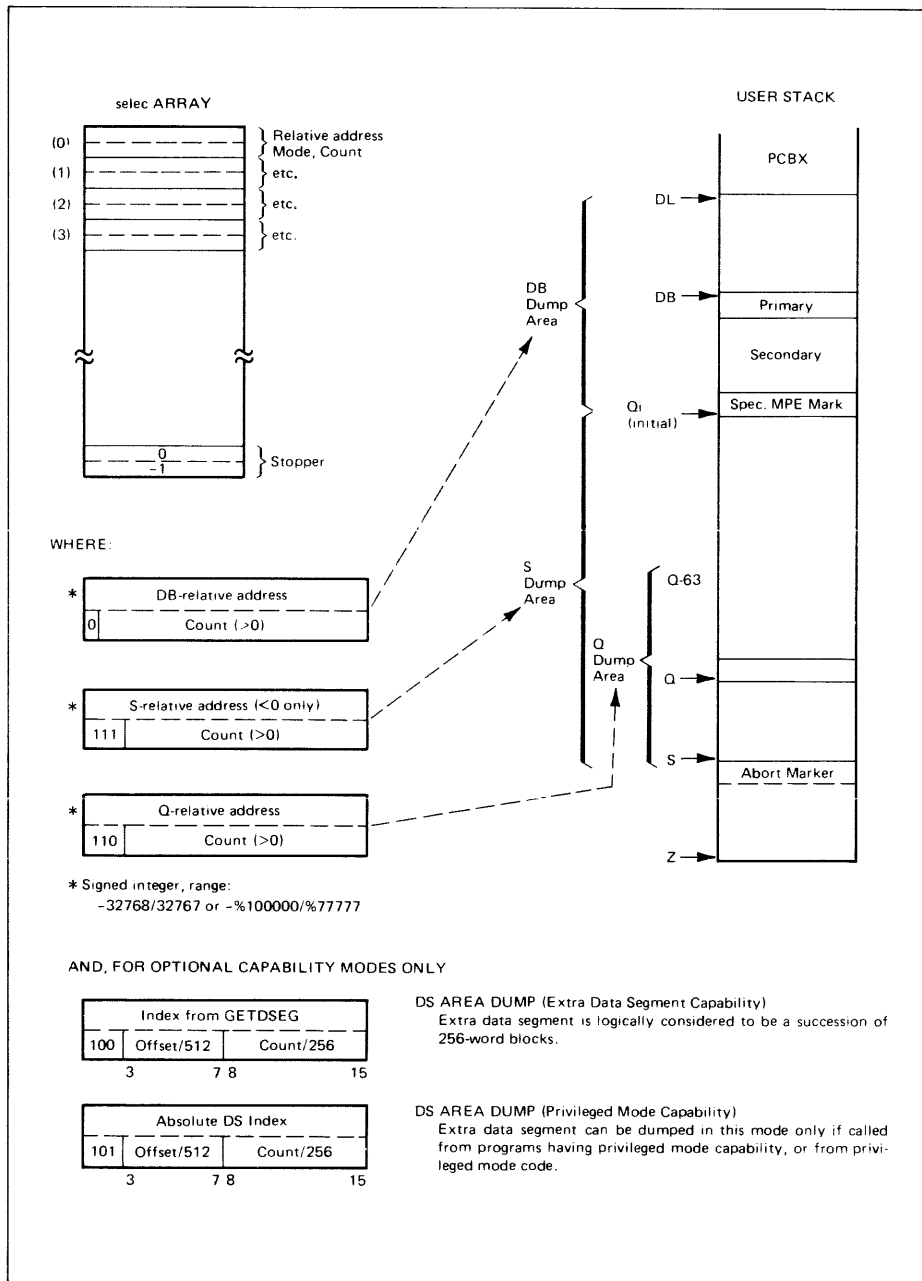 selec ARRAY
(0)
Relative address
Mode, Count
(1)
etc.
(2)
etc.
(3)
etc.
0
-1
Stopper
WHERE:
*
DB-relative address
0
Count (>0)
*
S-relative address (<0 only)
111
Count (>0)
*
Q-relative address
110
Count (>0)
* Signed integer, range:
-32768/32767 or -%100000/%77777
DB
Dump
Area
S
Dump
Area
Q
Dump
Area
USER STACK
PCBX
DL
DB
Primary
Secondary
Qi
(initial)
Spec. MPE Mark
Q-63
Q
S
Abort Marker
Z
AND, FOR OPTIONAL CAPABILITY MODES ONLY
Index from GETDSEG
100
Offset/512
Count/256
3
7 8
15
DS AREA DUMP (Extra Data Segment Capability)
Extra data segment is logically considered to be a succession of
256-word blocks.
Absolute DS Index
101
Offset/512
Count/256
3
7 8
15
DS AREA DUMP (Privileged Mode Capability)
Extra data segment can be dumped in this mode only if called
from programs having privileged mode capability, or from privi-
leged mode code.